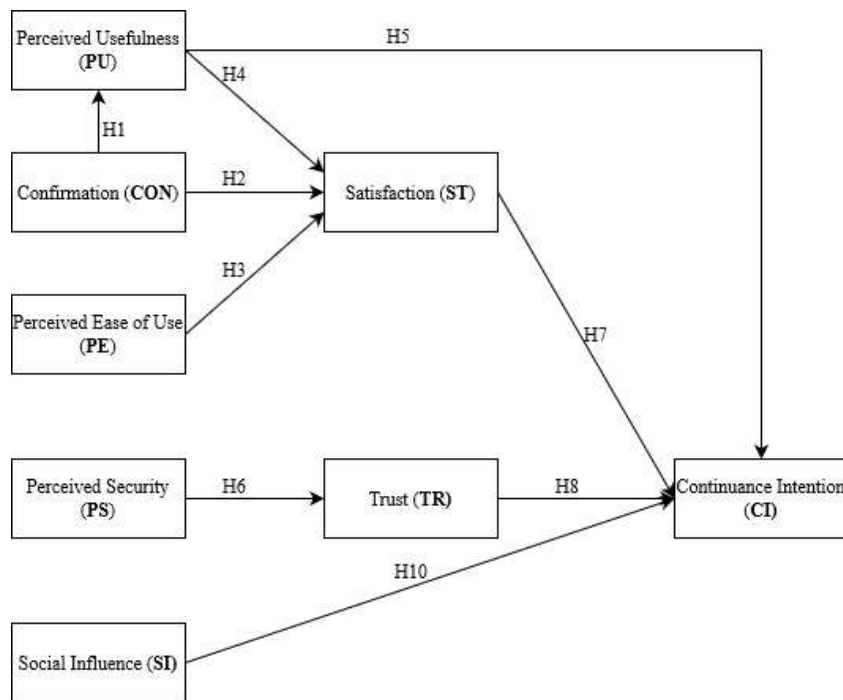 Perceived Usefulness
(PU)
H5
H4
H1
Confirmation (CON)
H2
Satisfaction (ST)
H3
Perceived Ease of Use
(PE)
H7
Perceived Security
(PS)
H6
Trust (TR)
H8
Continuance Intention
(CI)
H10
Social Influence (SI)